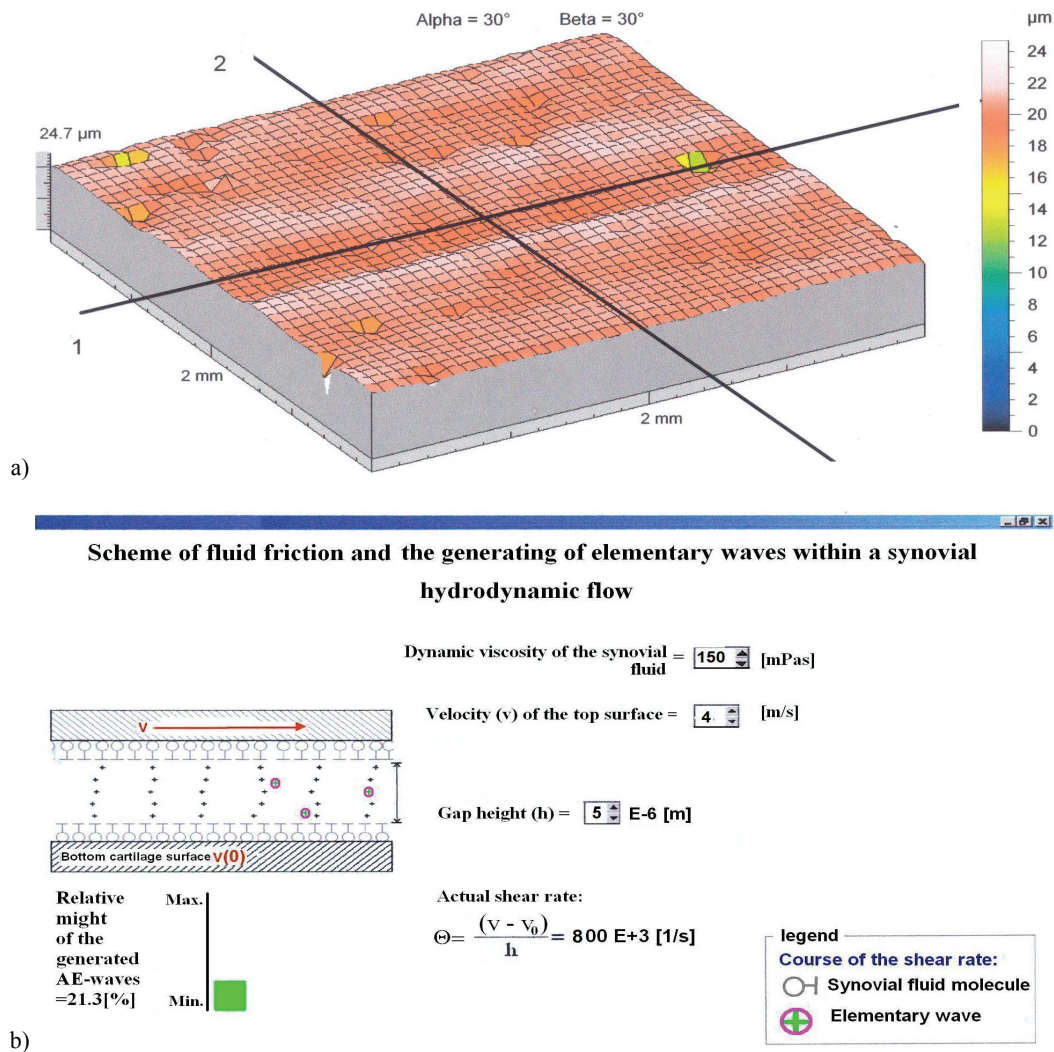 Alpha = 30° Beta = 30°
µm
2
24
22
20
18
16
14
12
10
8
6
4
2
0
24.7 µm
1
2 mm
2 mm
a)
Scheme of fluid friction and the generating of elementary waves within a synovial
hydrodynamic flow
Dynamic viscosity of the synovial
fluid = 150 [mPas]
Velocity (v) of the top surface = 4 [m/s]
V
Gap height (h) = 5 E-6 [m]
Bottom cartilage surface v(0)
Relative
might
of the
generated
AE-waves
=21.3[%]
Max.
Min.
Actual shear rate:
Θ= (v - v₀) / h = 800 E+3 [1/s]
legend
Course of the shear rate:
Synovial fluid molecule
Elementary wave
b)